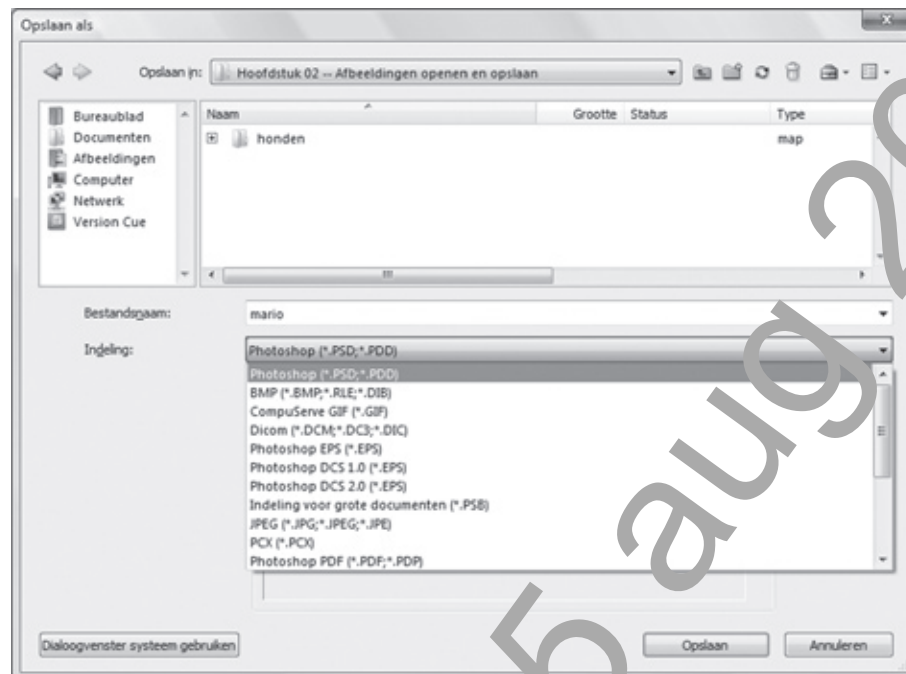 Opslaan als
Opslaan in: Hoofdstuk 02 -- Afbeeldingen openen en opslaan
Bureaublad
Documenten
Afbeeldingen
Computer
Netwerk
Version Cue
Naam Grootte Status Type
honden map
Bestandsnaam: mario
Indeling: Photoshop (*.PSD;*.PDD)
Photoshop (*.PSD;*.PDD)
BMP (*.BMP;*.RLE;*.DIB)
CompuServe GIF (*.GIF)
Dicom (*.DCM;*.DC3;*.DIC)
Photoshop EPS (*.EPS)
Photoshop DCS 1.0 (*.EPS)
Photoshop DCS 2.0 (*.EPS)
Indeling voor grote documenten (*.PSB)
JPEG (*.JPG;*.JPEG;*.JPE)
PCX (*.PCX)
Photoshop PDF (*.PDF;*.PDP)
Dialoogvenster systeem gebruiken Opslaan Annuleren
5 aug 2